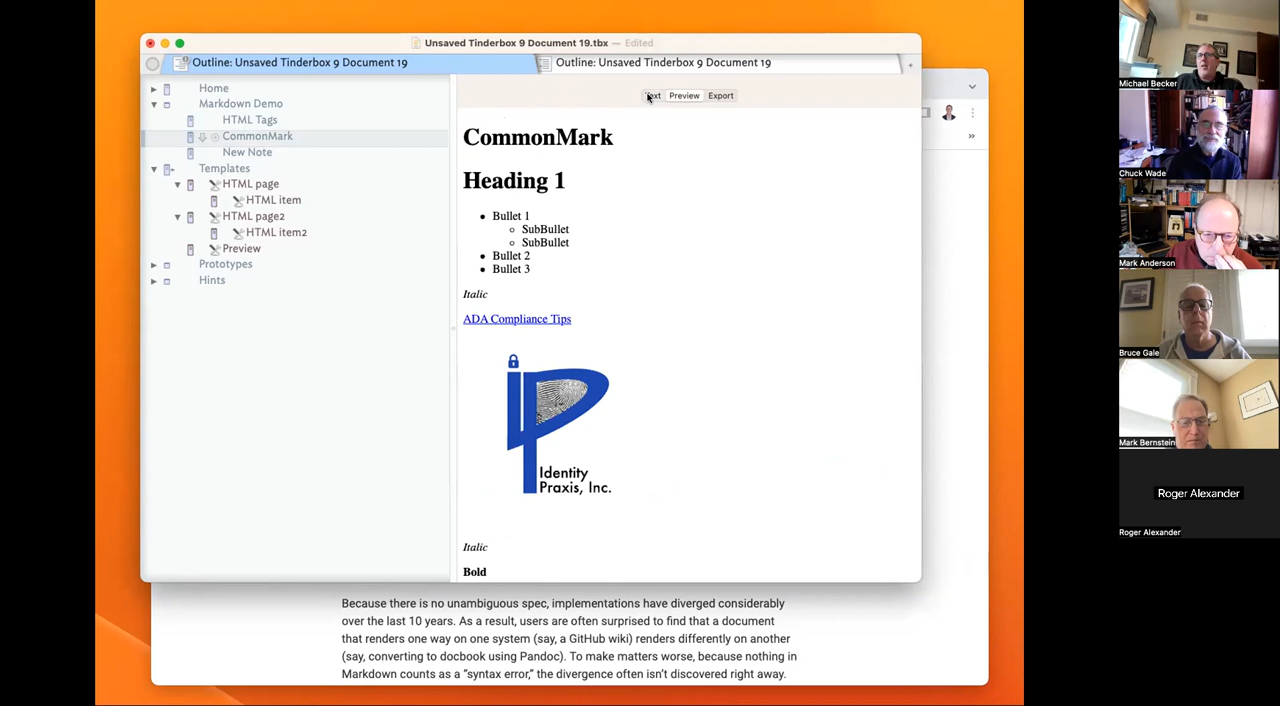 Unsaved Tinderbox 9 Document 19.tbx — Edited
Outline: Unsaved Tinderbox 9 Document 19
Outline: Unsaved Tinderbox 9 Document 19
+
Home
Markdown Demo
HTML Tags
CommonMark
New Note
Templates
HTML page
HTML item
HTML page2
HTML item2
Preview
Prototypes
Hints
Text Preview Export
CommonMark
Heading 1
• Bullet 1
◦ SubBullet
◦ SubBullet
• Bullet 2
• Bullet 3
Italic
ADA Compliance Tips
Identity
Praxis, Inc.
Italic
Bold
Because there is no unambiguous spec, implementations have diverged considerably
over the last 10 years. As a result, users are often surprised to find that a document
that renders one way on one system (say, a GitHub wiki) renders differently on another
(say, converting to docbook using Pandoc). To make matters worse, because nothing in
Markdown counts as a “syntax error,” the divergence often isn’t discovered right away.
Michael Becker
Chuck Wade
Mark Anderson
Bruce Gale
Mark Bernstein
Roger Alexander
Roger Alexander